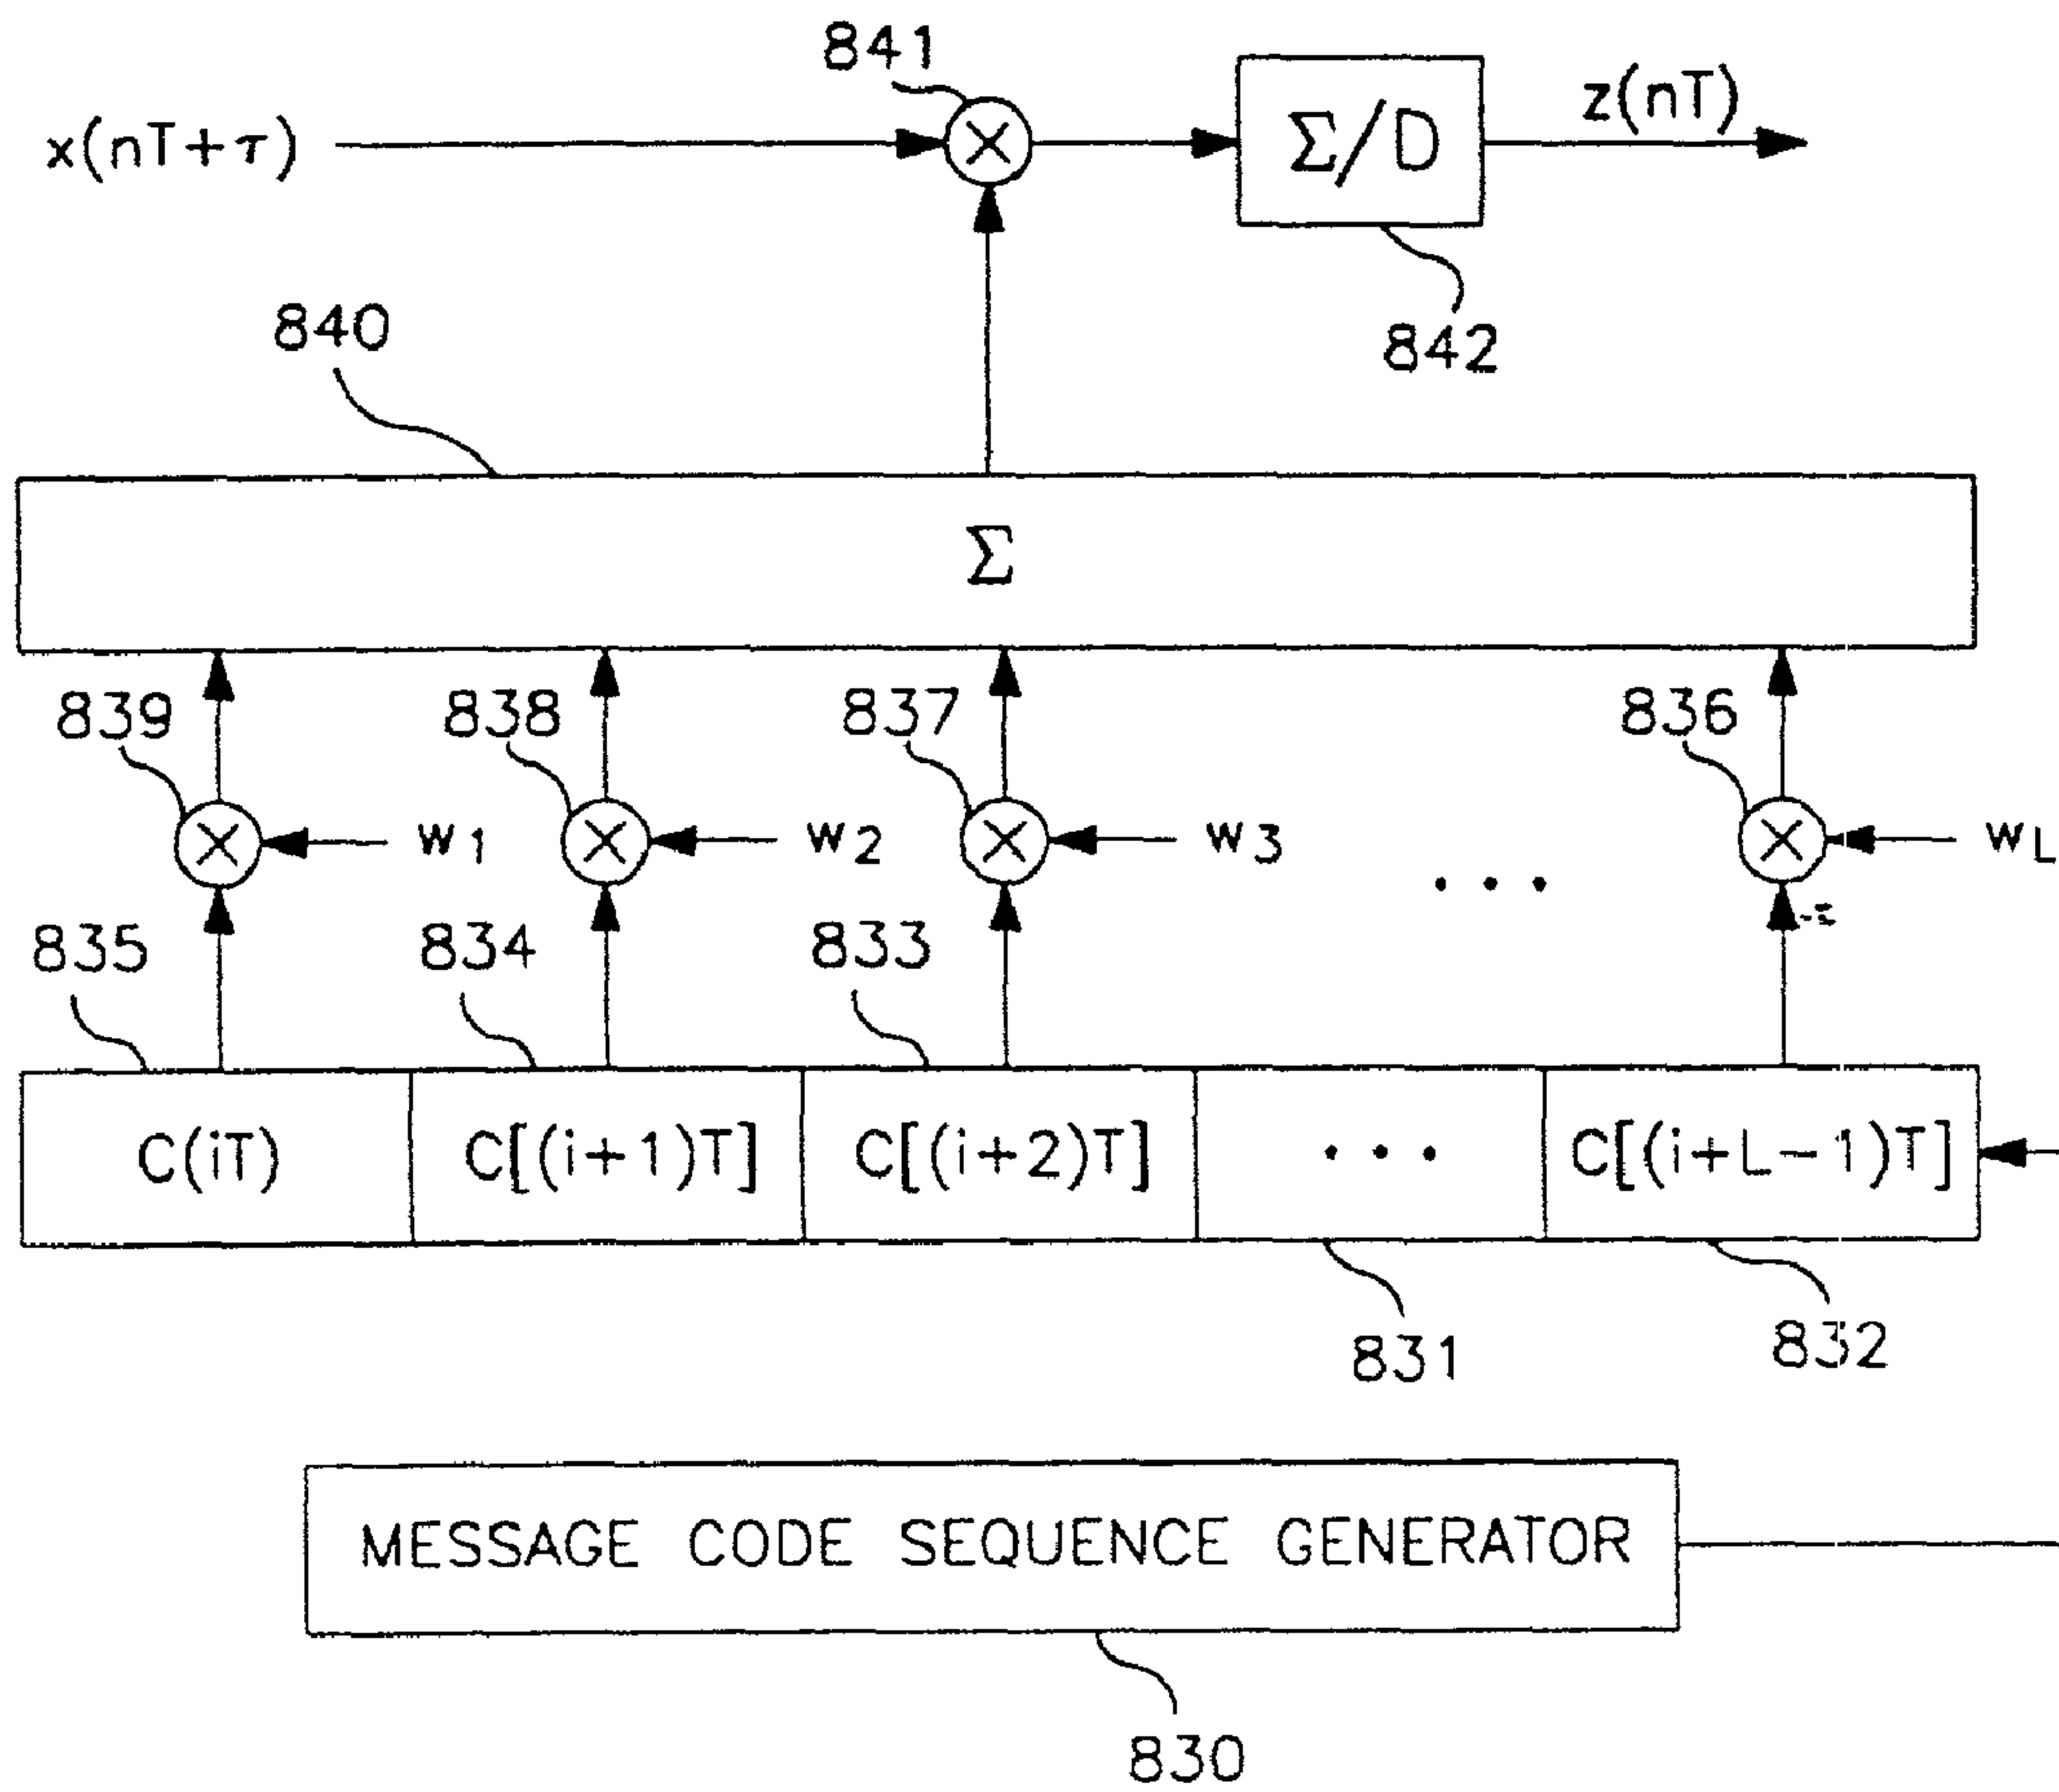 841
x(nT+τ)
Σ/D
z(nT)
840
842
Σ
839
838
837
836
w1
w2
w3
• • •
wL
835
834
833
C(iT)
C[(i+1)T]
C[(i+2)T]
• • •
C[(i+L-1)T]
831
832
MESSAGE CODE SEQUENCE GENERATOR
830